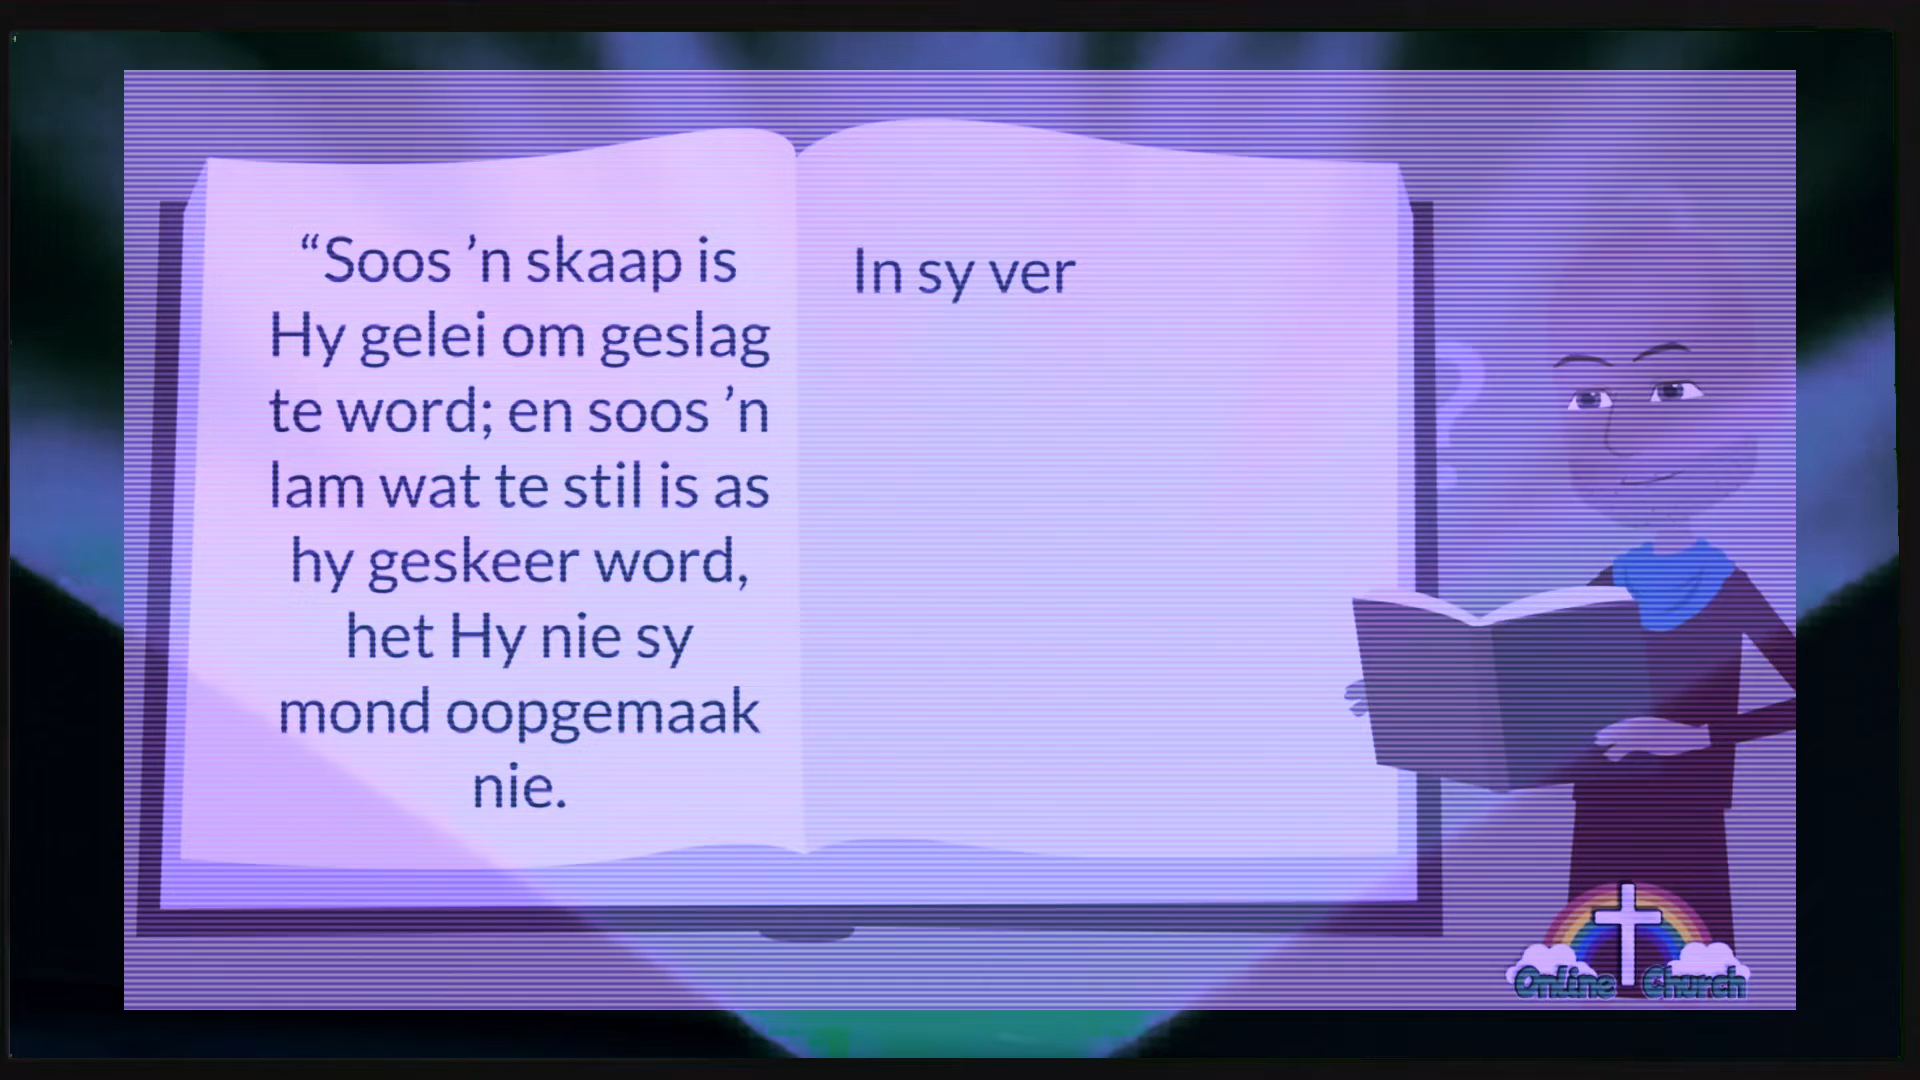 “Soos ’n skaap is
Hy gelei om geslag
te word; en soos ’n
lam wat te stil is as
hy geskeer word,
het Hy nie sy
mond oopgemaak
nie.
In sy ver
?
OnLine Church